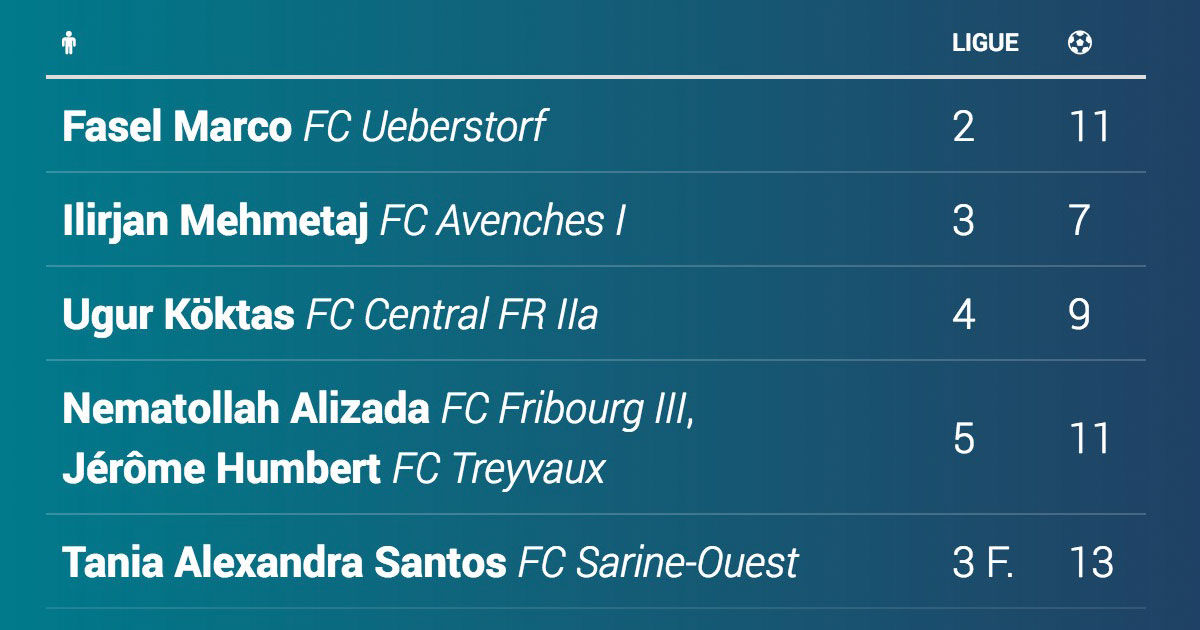 LIGUE
Fasel Marco FC Ueberstorf 2 11
Ilirjan Mehmetaj FC Avenches I 3 7
Ugur Köktas FC Central FR IIa 4 9
Nematollah Alizada FC Fribourg III,
Jérôme Humbert FC Treyvaux 5 11
Tania Alexandra Santos FC Sarine-Ouest 3 F. 13